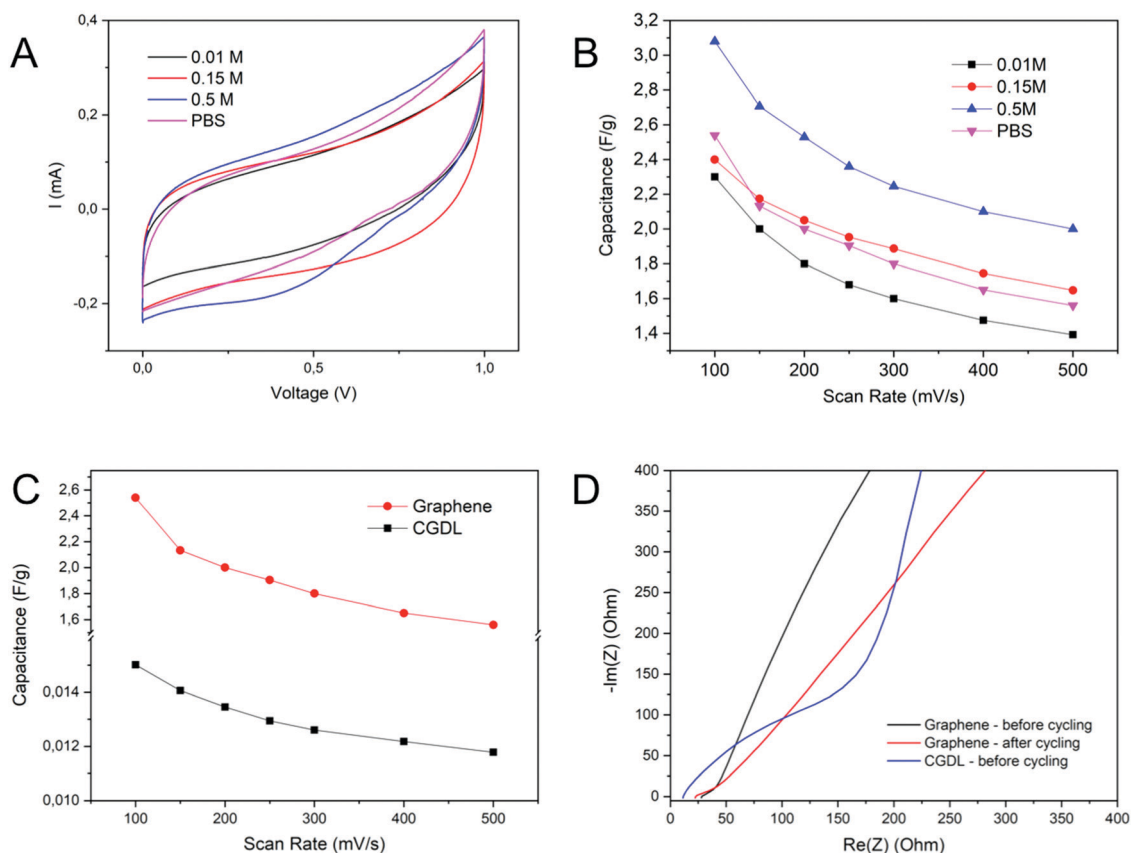 A
0.01 M
0.15 M
0.5 M
PBS
0,4
0,2
0,0
-0,2
I (mA)
0,0
0,5
1,0
Voltage (V)
B
0.01M
0.15M
0.5M
PBS
3,2
3,0
2,8
2,6
2,4
2,2
2,0
1,8
1,6
1,4
Capacitance (F/g)
100
200
300
400
500
Scan Rate (mV/s)
C
Graphene
CGDL
2,6
2,4
2,2
2,0
1,8
1,6
0,014
0,012
0,010
Capacitance (F/g)
100
150
200
250
300
350
400
450
500
Scan Rate (mV/s)
D
400
350
300
250
200
150
100
50
0
-Im(Z) (Ohm)
Graphene - before cycling
Graphene - after cycling
CGDL - before cycling
0
50
100
150
200
250
300
350
400
Re(Z) (Ohm)